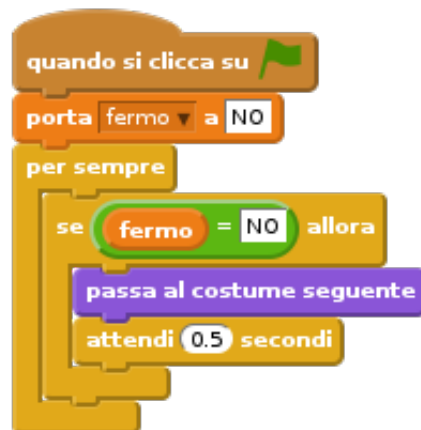 quando si clicca su
porta fermo a NO
per sempre
se fermo = NO allora
passa al costume seguente
attendi 0.5 secondi